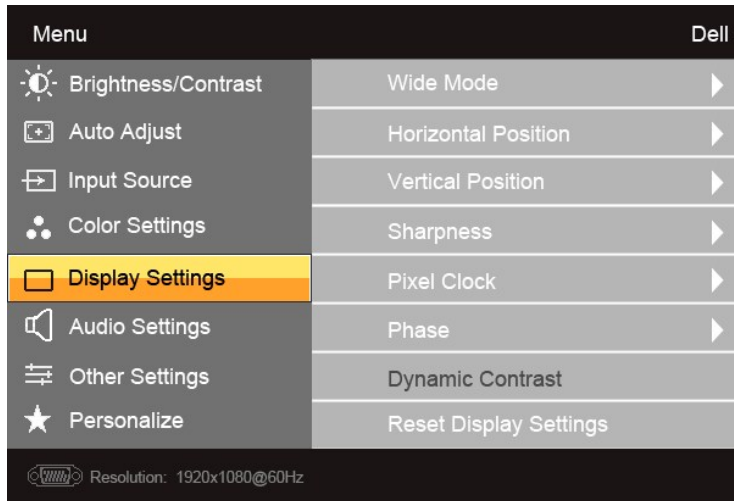 Menu
Dell
Brightness/Contrast
Auto Adjust
Input Source
Color Settings
Display Settings
Audio Settings
Other Settings
Personalize
Wide Mode
Horizontal Position
Vertical Position
Sharpness
Pixel Clock
Phase
Dynamic Contrast
Reset Display Settings
Resolution: 1920x1080@60Hz